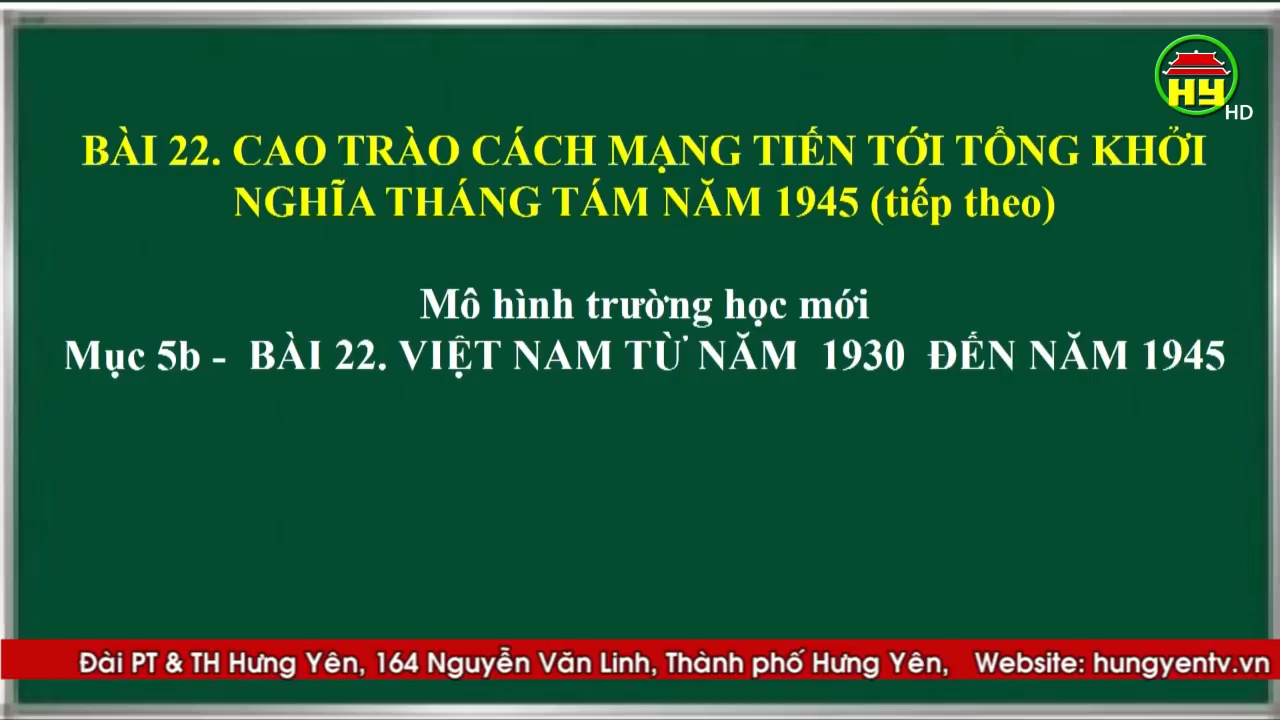 HY
HD
BÀI 22. CAO TRÀO CÁCH MẠNG TIẾN TỚI TỔNG KHỞI
NGHĨA THÁNG TÁM NĂM 1945 (tiếp theo)
Mô hình trường học mới
Mục 5b - BÀI 22. VIỆT NAM TỪ NĂM 1930 ĐẾN NĂM 1945
Đài PT & TH Hưng Yên, 164 Nguyễn Văn Linh, Thành phố Hưng Yên, Website: hungyentv.vn